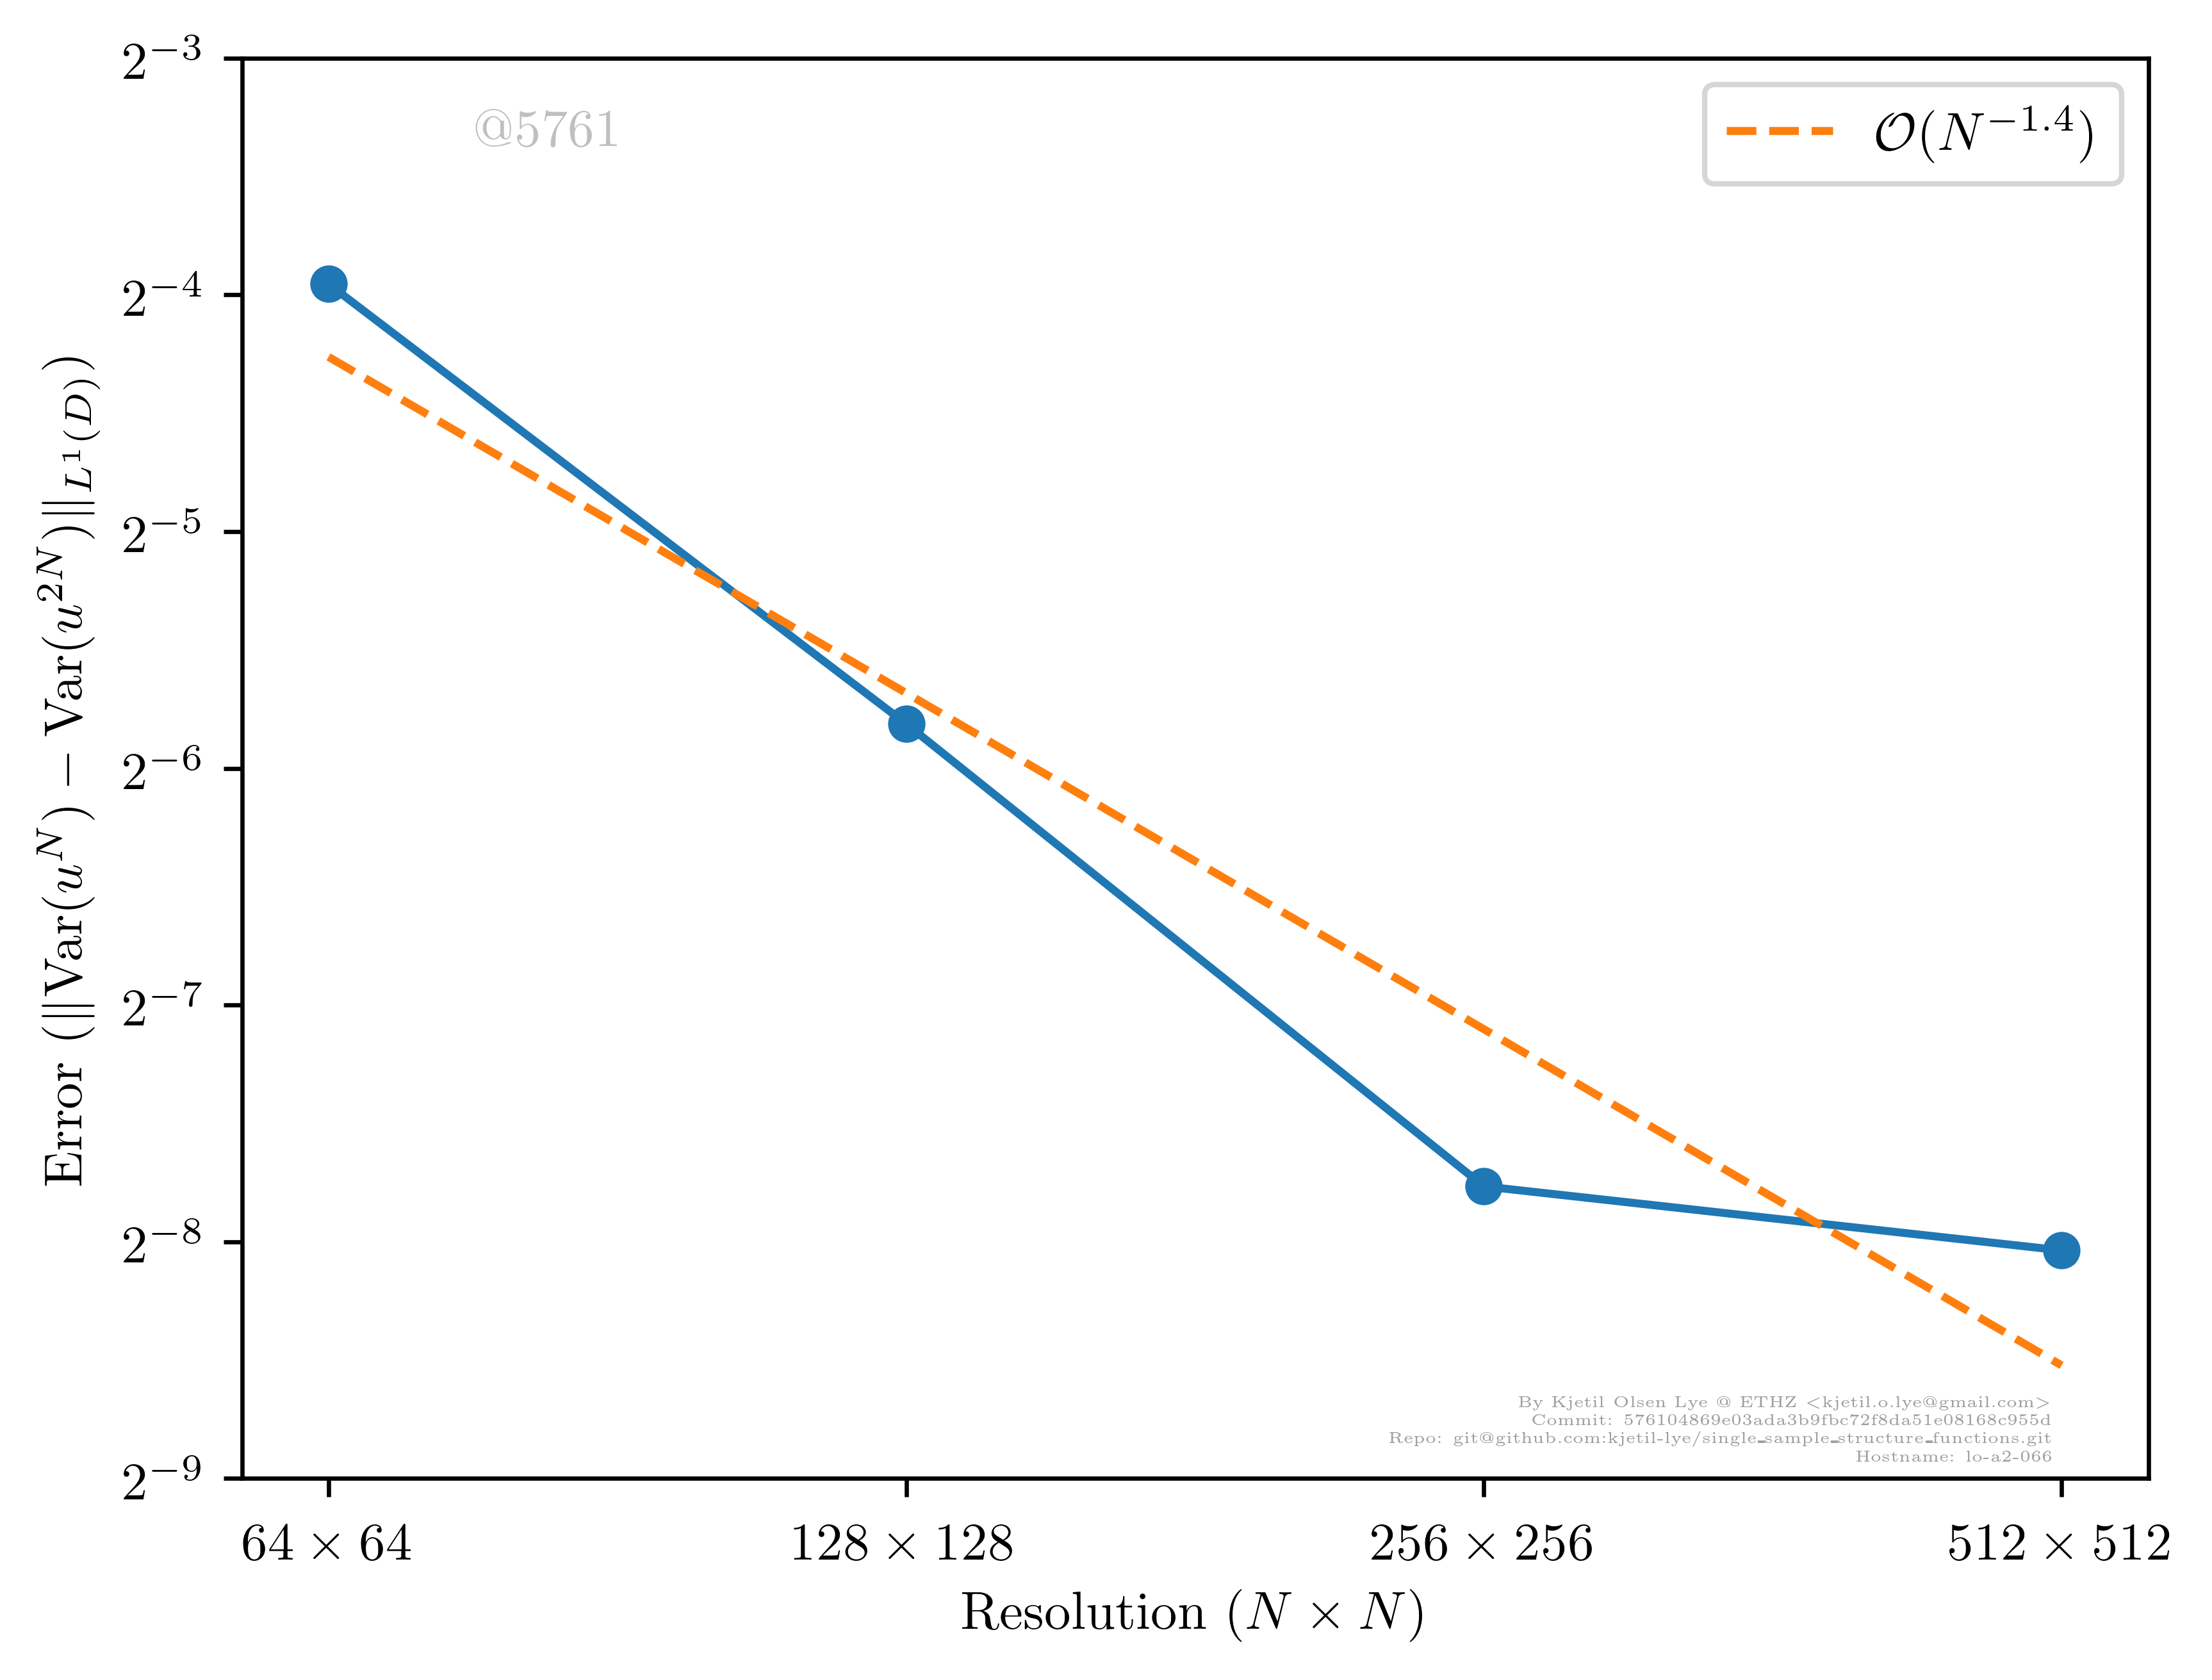 2^{-3}
@5761
\mathcal{O}(N^{-1.4})
2^{-4}
2^{-5}
2^{-6}
2^{-7}
2^{-8}
2^{-9}
Error (‖Var(u^N) − Var(u^{2N})‖_{L^1(D)})
By Kjetil Olsen Lye @ ETHZ <kjetil.o.lye@gmail.com>
Commit: 576104869e03ada3b9fbc72f8da51e08168c955d
Repo: git@github.com:kjetil-lye/single_sample_structure_functions.git
Hostname: lo-a2-066
64 × 64 128 × 128 256 × 256 512 × 512
Resolution (N × N)